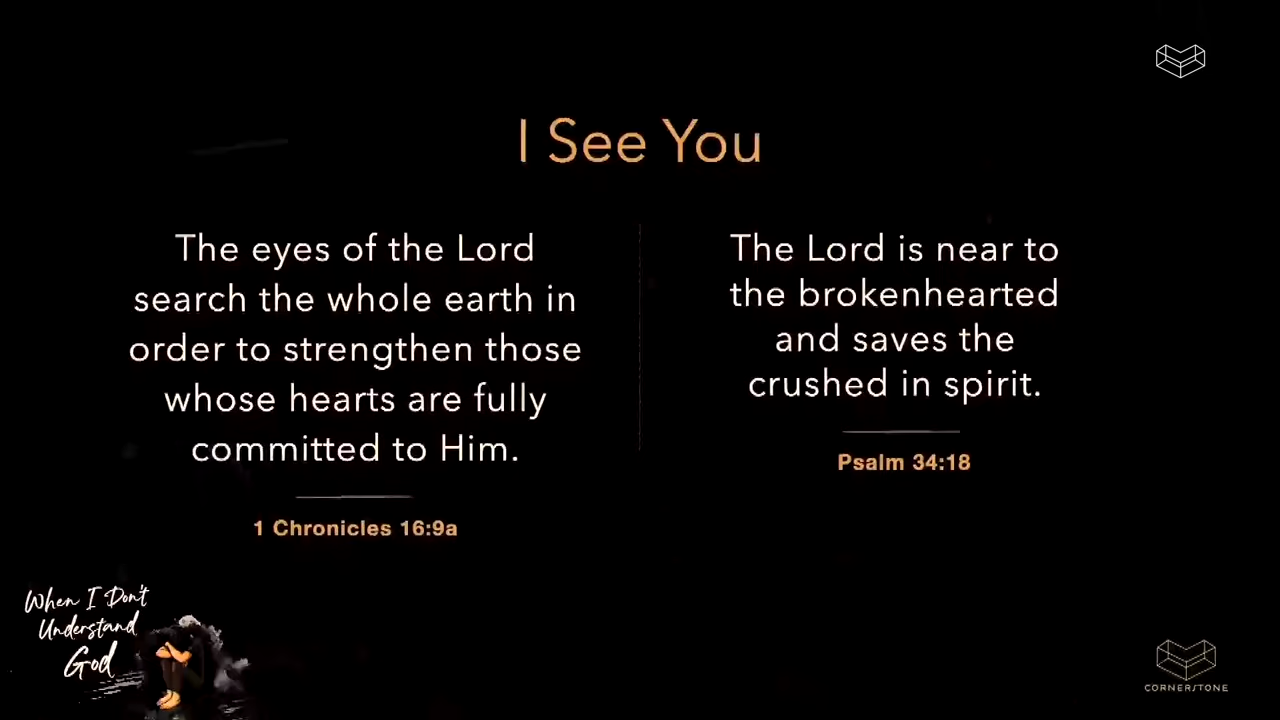 I See You
The eyes of the Lord
search the whole earth in
order to strengthen those
whose hearts are fully
committed to Him.
1 Chronicles 16:9a
The Lord is near to
the brokenhearted
and saves the
crushed in spirit.
Psalm 34:18
When I Don't
Understand
God
CORNERSTONE